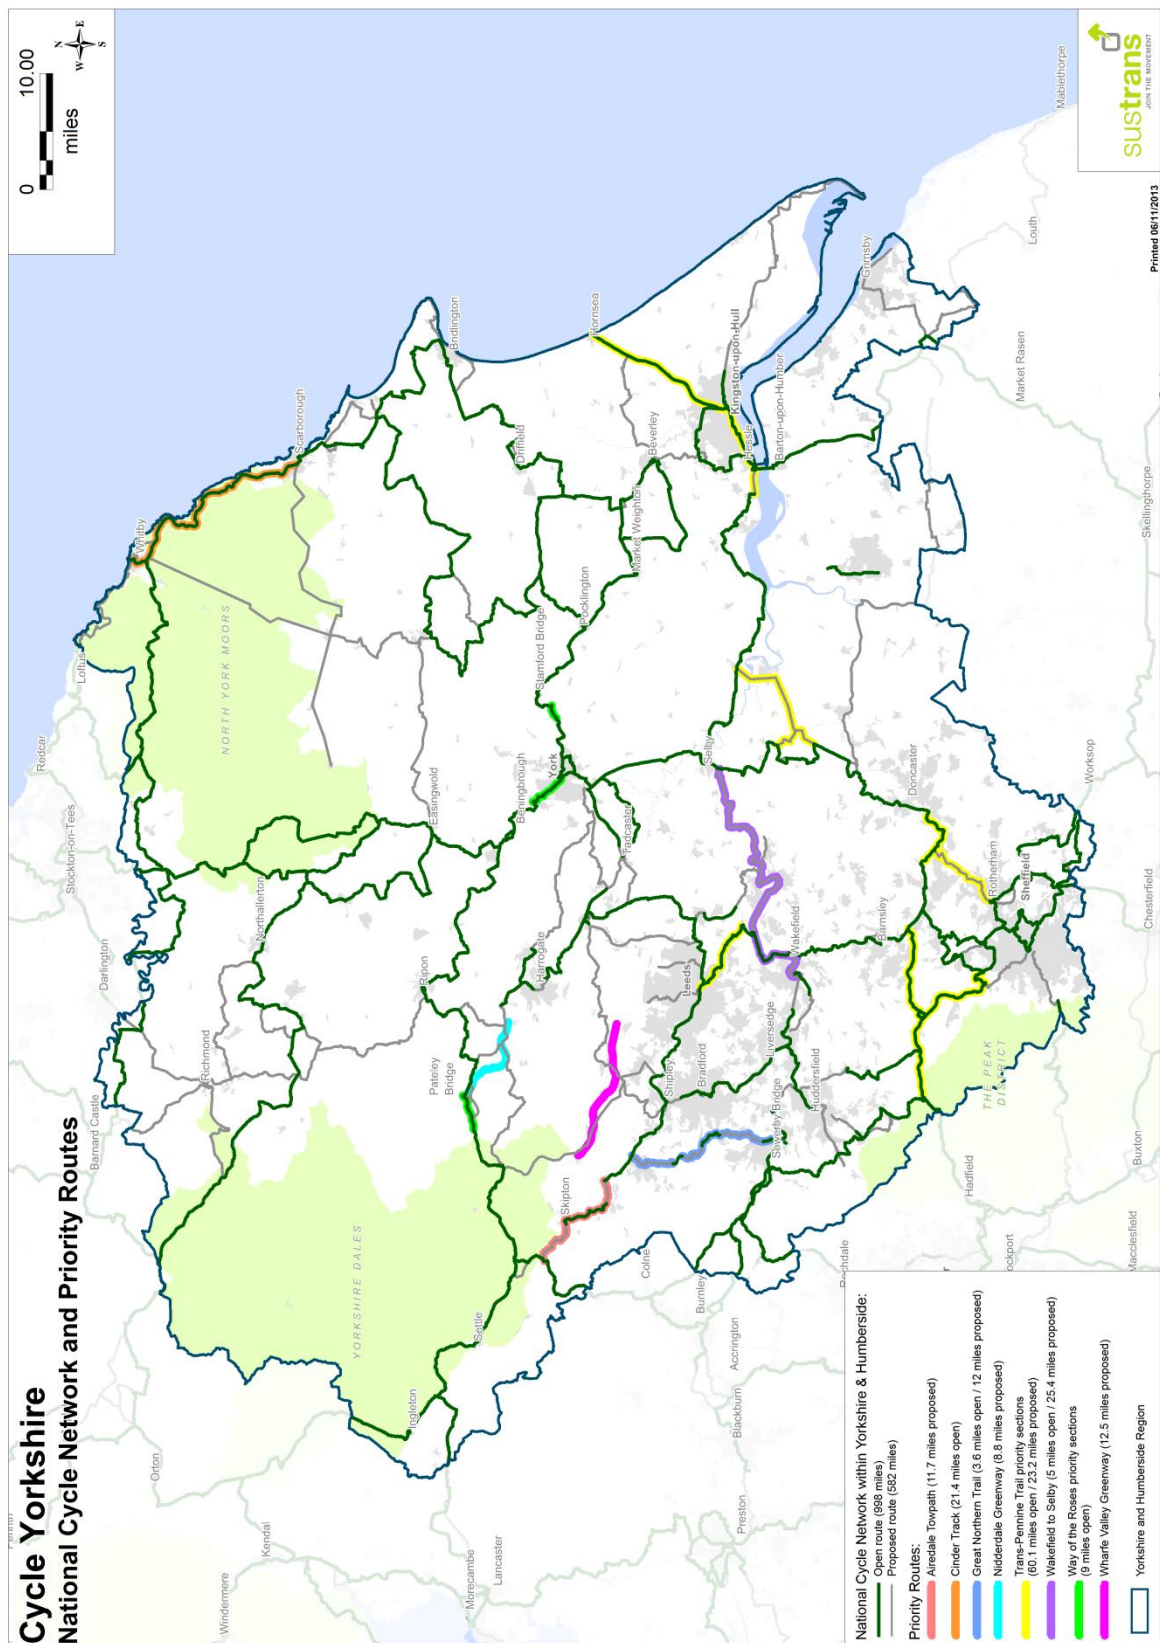 Cycle Yorkshire
National Cycle Network and Priority Routes
0 10.00
miles
N
E
S
W
Redcar
Loftus
Whitby
Stockton-on-Tees
Darlington
Barnard Castle
Richmond
Northallerton
NORTH YORK MOORS
Scarborough
Orton
Kendal
Windermere
YORKSHIRE DALES
Ingleton
Settle
Morecambe
Lancaster
Pateley
Bridge
Ripon
Easingwold
Bridlington
Driffield
Harrogate
Beningbrough
York
Stamford Bridge
Pocklington
Market Weighton
Beverley
Hornsea
Skipton
Colne
Burnley
Accrington
Blackburn
Preston
Shipley
Bradford
Leeds
Tadcaster
Selby
Kingston-upon-Hull
Hessle
Barton-upon-Humber
Sowerby Bridge
Liversedge
Huddersfield
Wakefield
Barnsley
Doncaster
Rotherham
Sheffield
THE PEAK
DISTRICT
Hadfield
ockport
Macclesfield
Buxton
Chesterfield
Worksop
Grimsby
Louth
Market Rasen
Skellingthorpe
Mablethorpe
National Cycle Network within Yorkshire & Humberside:
Open route (998 miles)
Proposed route (582 miles)
Priority Routes:
Airedale Towpath (11.7 miles proposed)
Cinder Track (21.4 miles open)
Great Northern Trail (3.6 miles open / 12 miles proposed)
Nidderdale Greenway (8.8 miles proposed)
Trans-Pennine Trail priority sections
(60.1 miles open / 23.2 miles proposed)
Wakefield to Selby (5 miles open / 25.4 miles proposed)
Way of the Roses priority sections
(9 miles open)
Wharfe Valley Greenway (12.5 miles proposed)
Yorkshire and Humberside Region
sustrans
JOIN THE MOVEMENT
Printed 06/11/2013